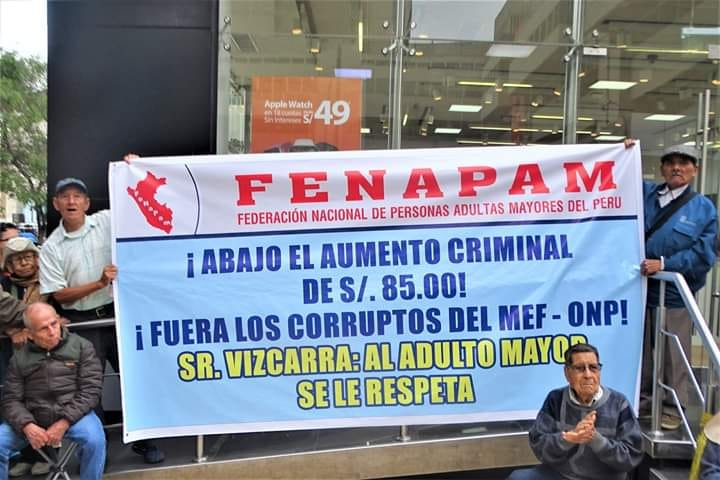 Apple Watch
en 18 cuotas de
Sin Intereses S/ 49
FENAPAM
FEDERACIÓN NACIONAL DE PERSONAS ADULTAS MAYORES DEL PERU
¡ ABAJO EL AUMENTO CRIMINAL
DE S/. 85.00!
¡ FUERA LOS CORRUPTOS DEL MEF - ONP!
SR. VIZCARRA: AL ADULTO MAYOR
SE LE RESPETA